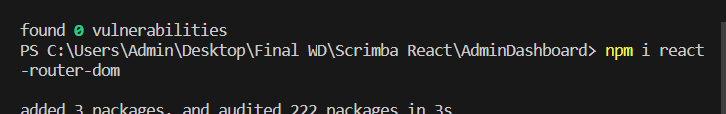 found 0 vulnerabilities
PS C:\Users\Admin\Desktop\Final WD\Scrimba React\AdminDashboard> npm i react
-router-dom
added 3 packages, and audited 222 packages in 3s